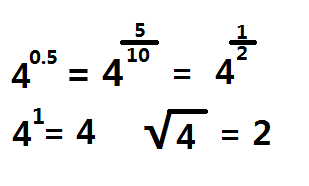 4^0.5 = 4^(5/10) = 4^(1/2)
4^1 = 4   √4 = 2